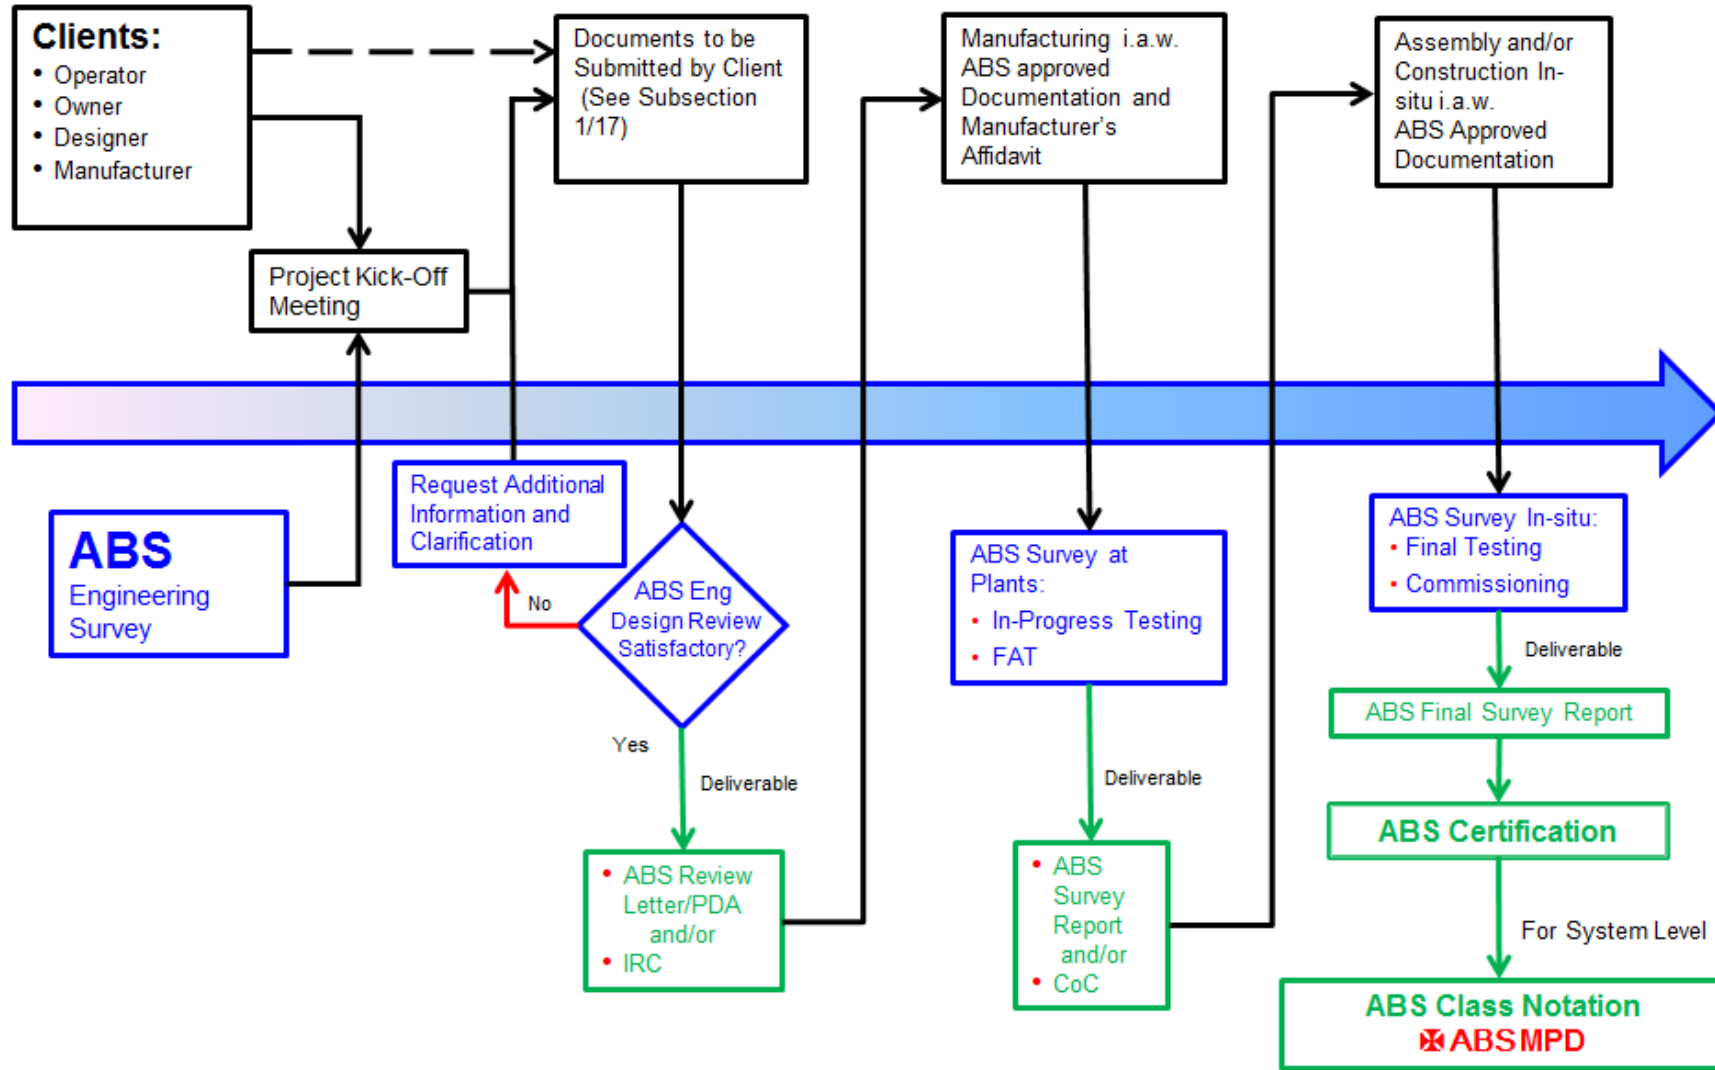 Clients:
• Operator
• Owner
• Designer
• Manufacturer
Project Kick-Off
Meeting
Documents to be
Submitted by Client
(See Subsection
1/17)
Manufacturing i.a.w.
ABS approved
Documentation and
Manufacturer's
Affidavit
Assembly and/or
Construction In-
situ i.a.w.
ABS Approved
Documentation
ABS
Engineering
Survey
Request Additional
Information and
Clarification
No
ABS Eng
Design Review
Satisfactory?
Yes
Deliverable
• ABS Review
Letter/PDA
and/or
• IRC
ABS Survey at
Plants:
• In-Progress Testing
• FAT
Deliverable
• ABS
Survey
Report
and/or
• CoC
ABS Survey In-situ:
• Final Testing
• Commissioning
Deliverable
ABS Final Survey Report
ABS Certification
For System Level
ABS Class Notation
✠ ABS MPD